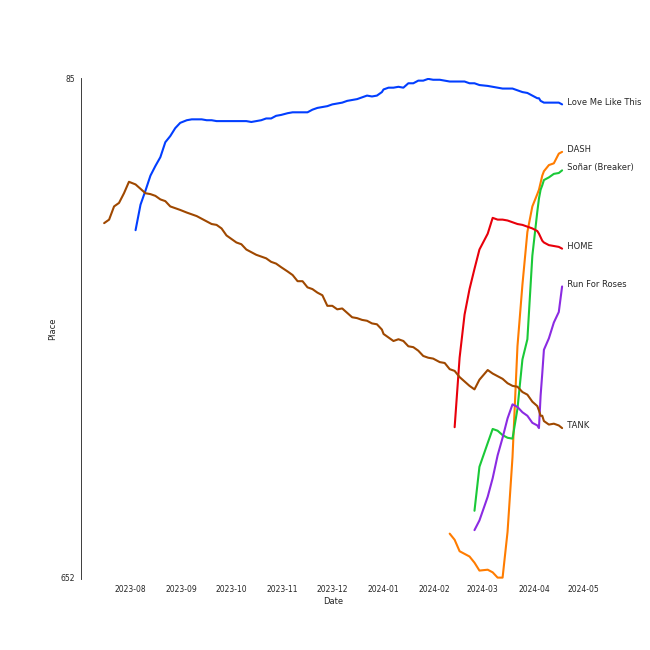 85
Love Me Like This
DASH
Soñar (Breaker)
HOME
Run For Roses
Place
TANK
652
2023-08 2023-09 2023-10 2023-11 2023-12 2024-01 2024-02 2024-03 2024-04 2024-05
Date